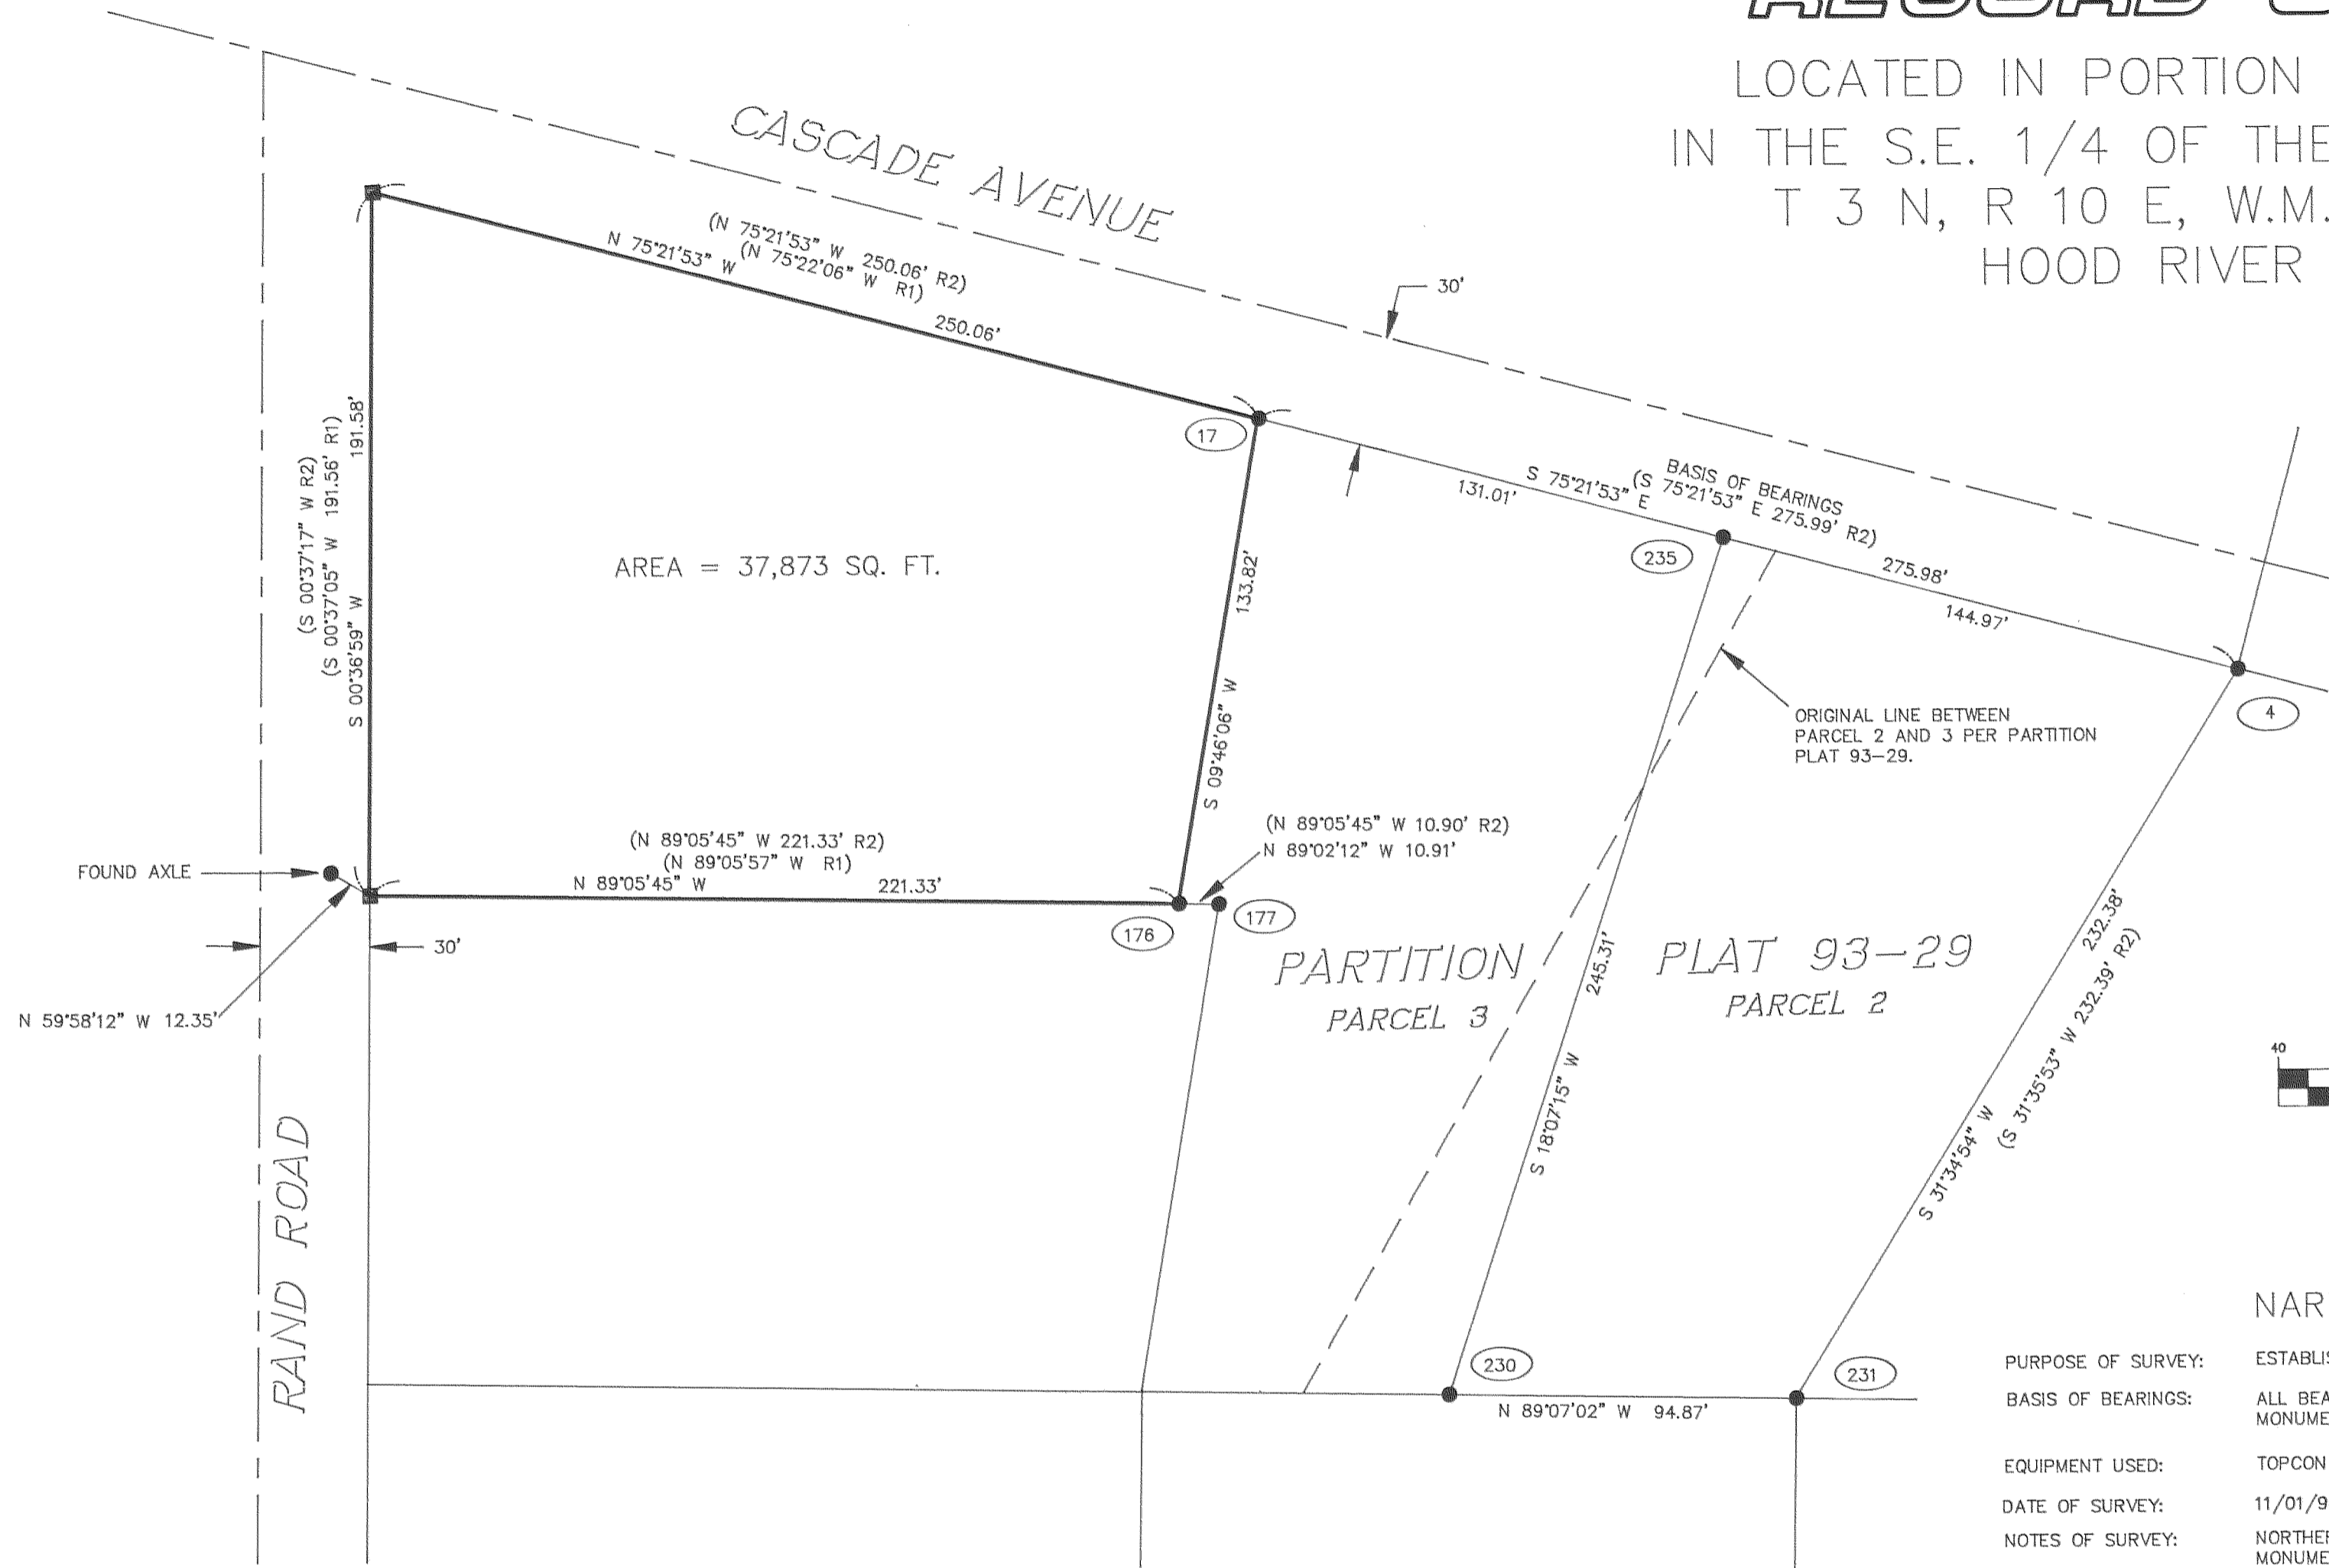 LOCATED IN PORTION
IN THE S.E. 1/4 OF THE
T 3 N, R 10 E, W.M.
HOOD RIVER
CASCADE AVENUE
(N 75°21'53" W 250.06' R2)
(N 75°22'06" W R1)
N 75°21'53" W
250.06'
30'
17
BASIS OF BEARINGS
(S 75°21'53" E 275.99' R2)
S 75°21'53" E
131.01'
235
275.98'
144.97'
4
(S 00°37'17" W R2)
(S 00°37'05" W 191.56' R1)
S 00°36'59" W
191.58'
AREA = 37,873 SQ. FT.
133.82'
S 09°46'06" W
ORIGINAL LINE BETWEEN
PARCEL 2 AND 3 PER PARTITION
PLAT 93-29.
(N 89°05'45" W 221.33' R2)
(N 89°05'57" W R1)
N 89°05'45" W
221.33'
(N 89°05'45" W 10.90' R2)
N 89°02'12" W 10.91'
FOUND AXLE
176
177
30'
N 59°58'12" W 12.35'
PARTITION
PARCEL 3
PLAT 93-29
PARCEL 2
245.31'
S 18°07'15" W
232.38'
(S 31°35'53" W 232.39' R2)
S 31°34'54" W
40
RAND ROAD
230
231
N 89°07'02" W 94.87'
NAR
PURPOSE OF SURVEY: ESTABLIS
BASIS OF BEARINGS: ALL BEA
MONUME
EQUIPMENT USED: TOPCON
DATE OF SURVEY: 11/01/9
NOTES OF SURVEY: NORTHER
MONUME